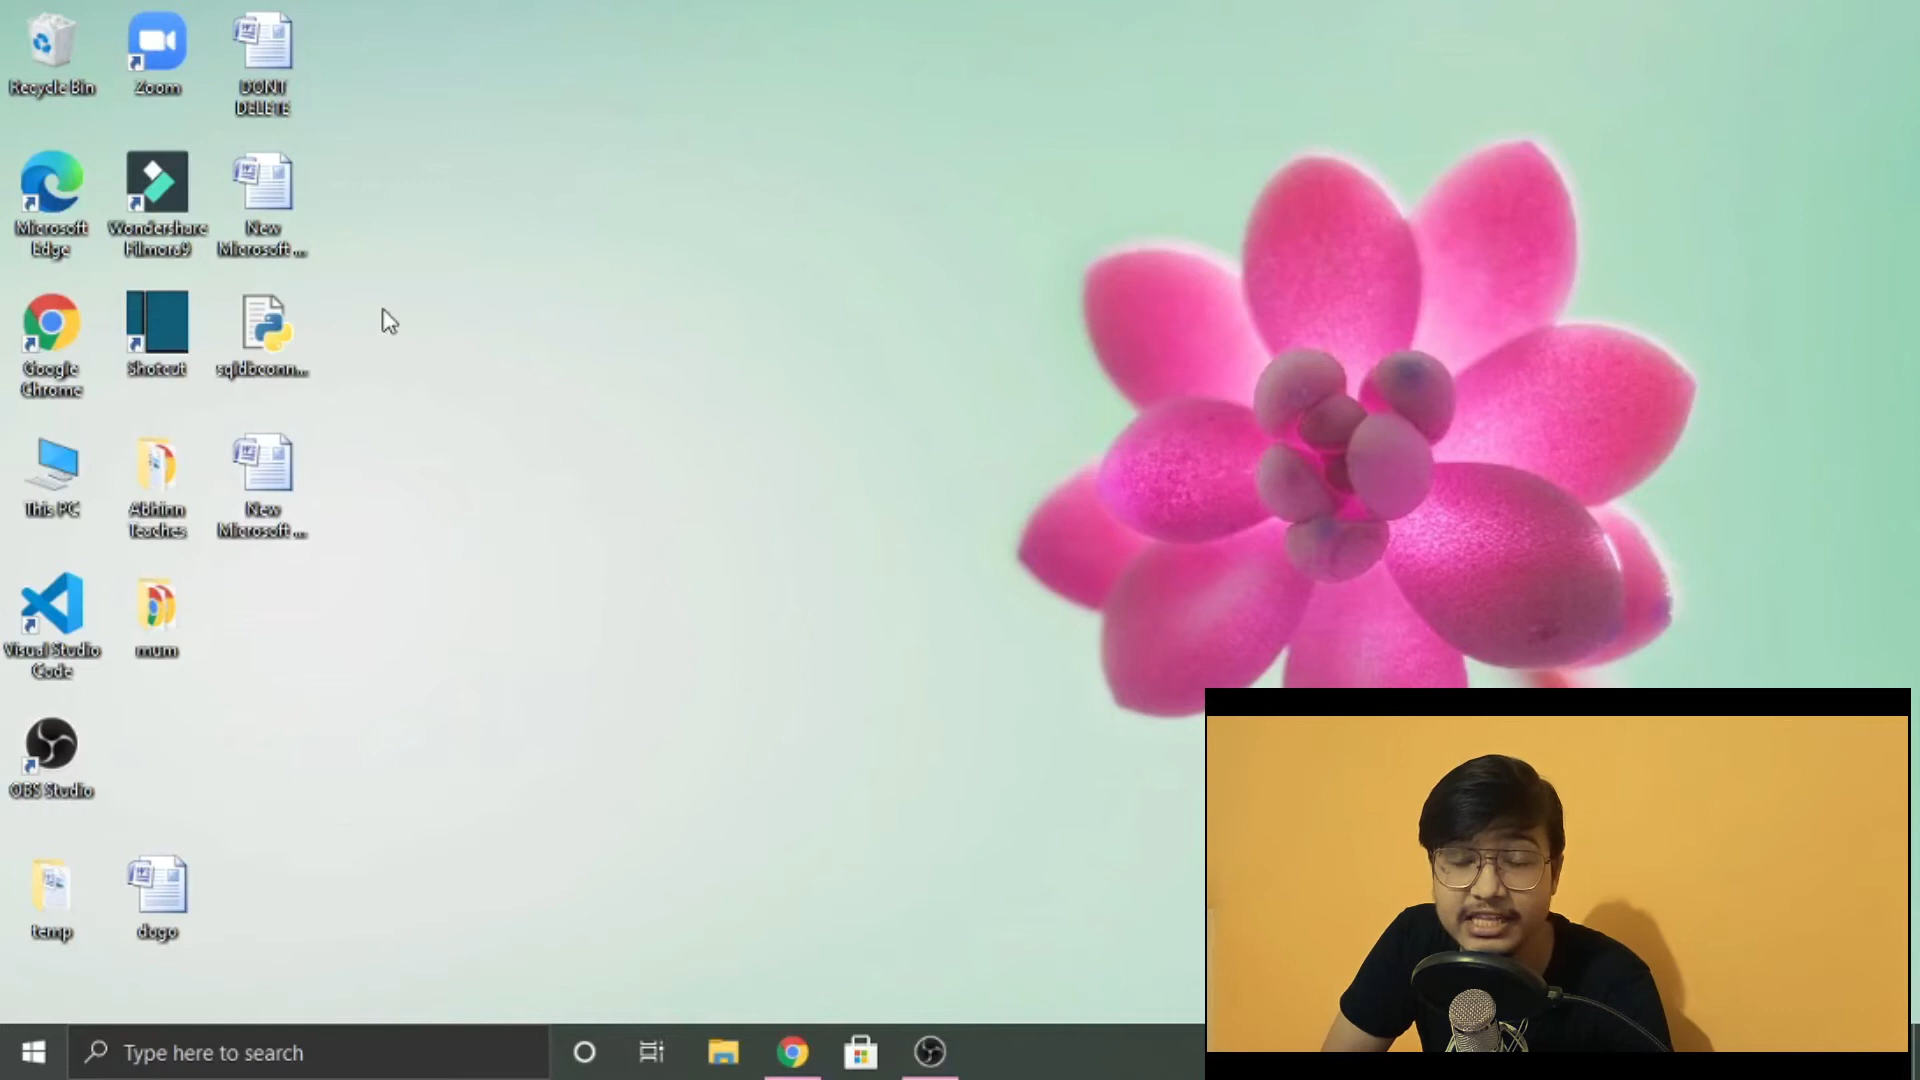 Recycle Bin
Zoom
DONT
DELETE
Microsoft
Edge
Wondershare
Filmora9
New
Microsoft ...
Google
Chrome
Shotcut
sqldbconn...
This PC
Abhinn
Teaches
New
Microsoft ...
Visual Studio
Code
mum
OBS Studio
temp
dogo
Type here to search